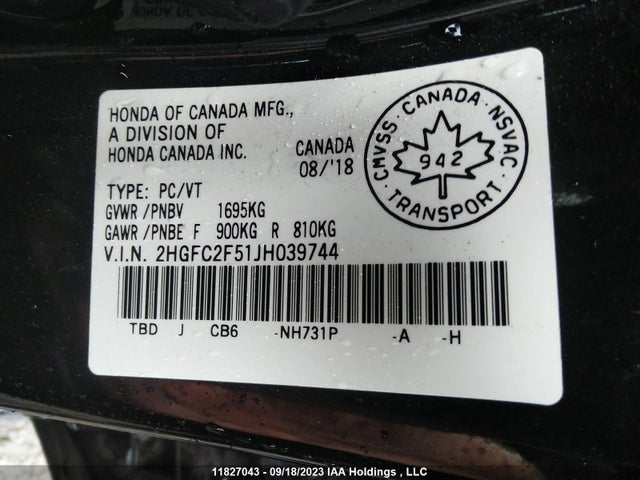 HONDA OF CANADA MFG.,
A DIVISION OF
HONDA CANADA INC. CANADA
08/'18
TYPE: PC/VT
GVWR /PNBV 1695KG
GAWR /PNBE F 900KG R 810KG
V.I.N. 2HGFC2F51JH039744
TBD J CB6 -NH731P -A -H
CMVSS · CANADA · NSVAC
942
TRANSPORT
11827043 - 09/18/2023 IAA Holdings , LLC